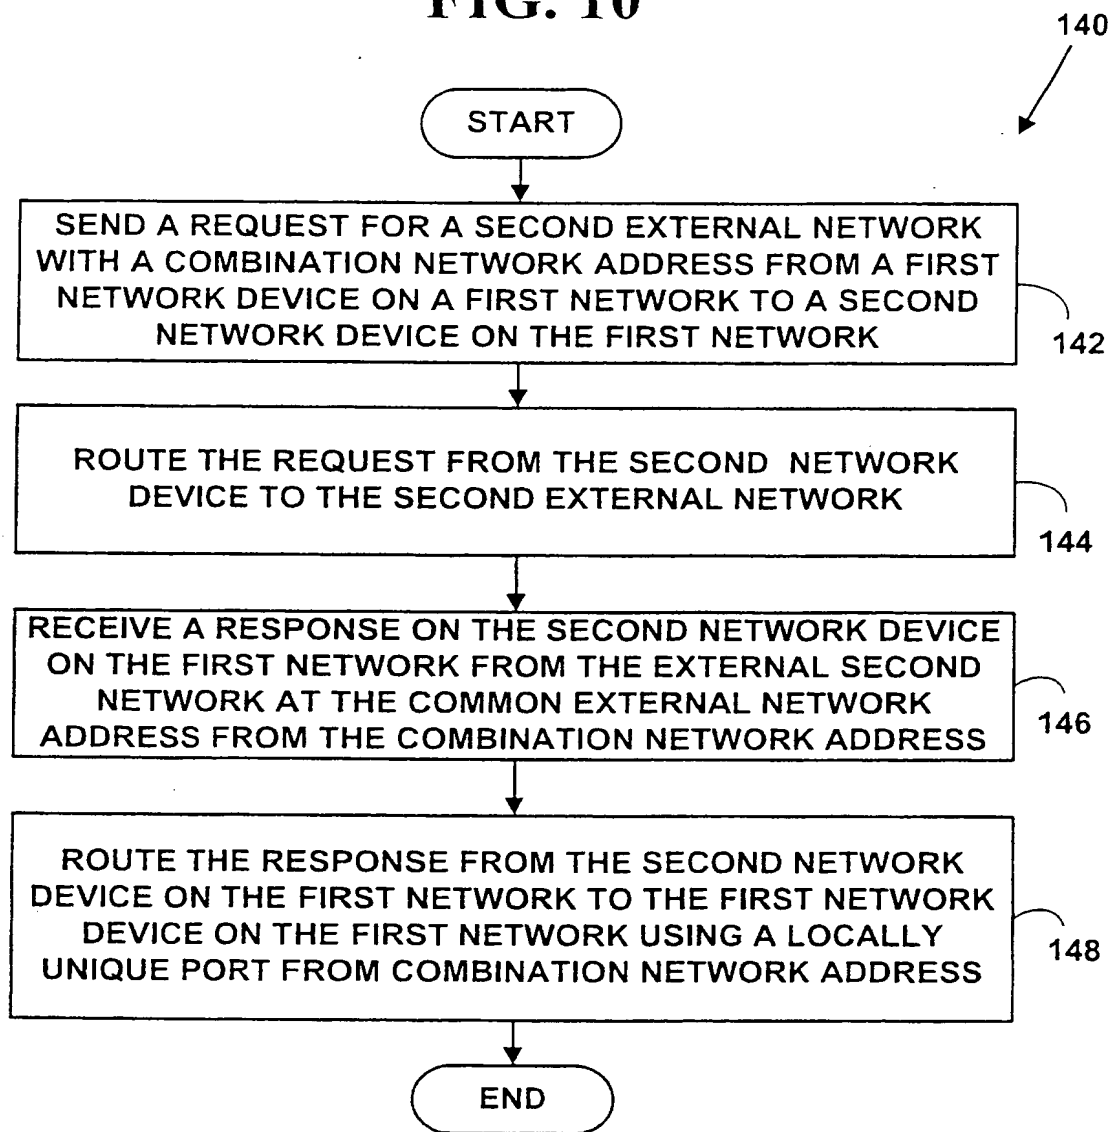 FIG. 10
140
START
SEND A REQUEST FOR A SECOND EXTERNAL NETWORK
WITH A COMBINATION NETWORK ADDRESS FROM A FIRST
NETWORK DEVICE ON A FIRST NETWORK TO A SECOND
NETWORK DEVICE ON THE FIRST NETWORK
142
ROUTE THE REQUEST FROM THE SECOND NETWORK
DEVICE TO THE SECOND EXTERNAL NETWORK
144
RECEIVE A RESPONSE ON THE SECOND NETWORK DEVICE
ON THE FIRST NETWORK FROM THE EXTERNAL SECOND
NETWORK AT THE COMMON EXTERNAL NETWORK
ADDRESS FROM THE COMBINATION NETWORK ADDRESS
146
ROUTE THE RESPONSE FROM THE SECOND NETWORK
DEVICE ON THE FIRST NETWORK TO THE FIRST NETWORK
DEVICE ON THE FIRST NETWORK USING A LOCALLY
UNIQUE PORT FROM COMBINATION NETWORK ADDRESS
148
END